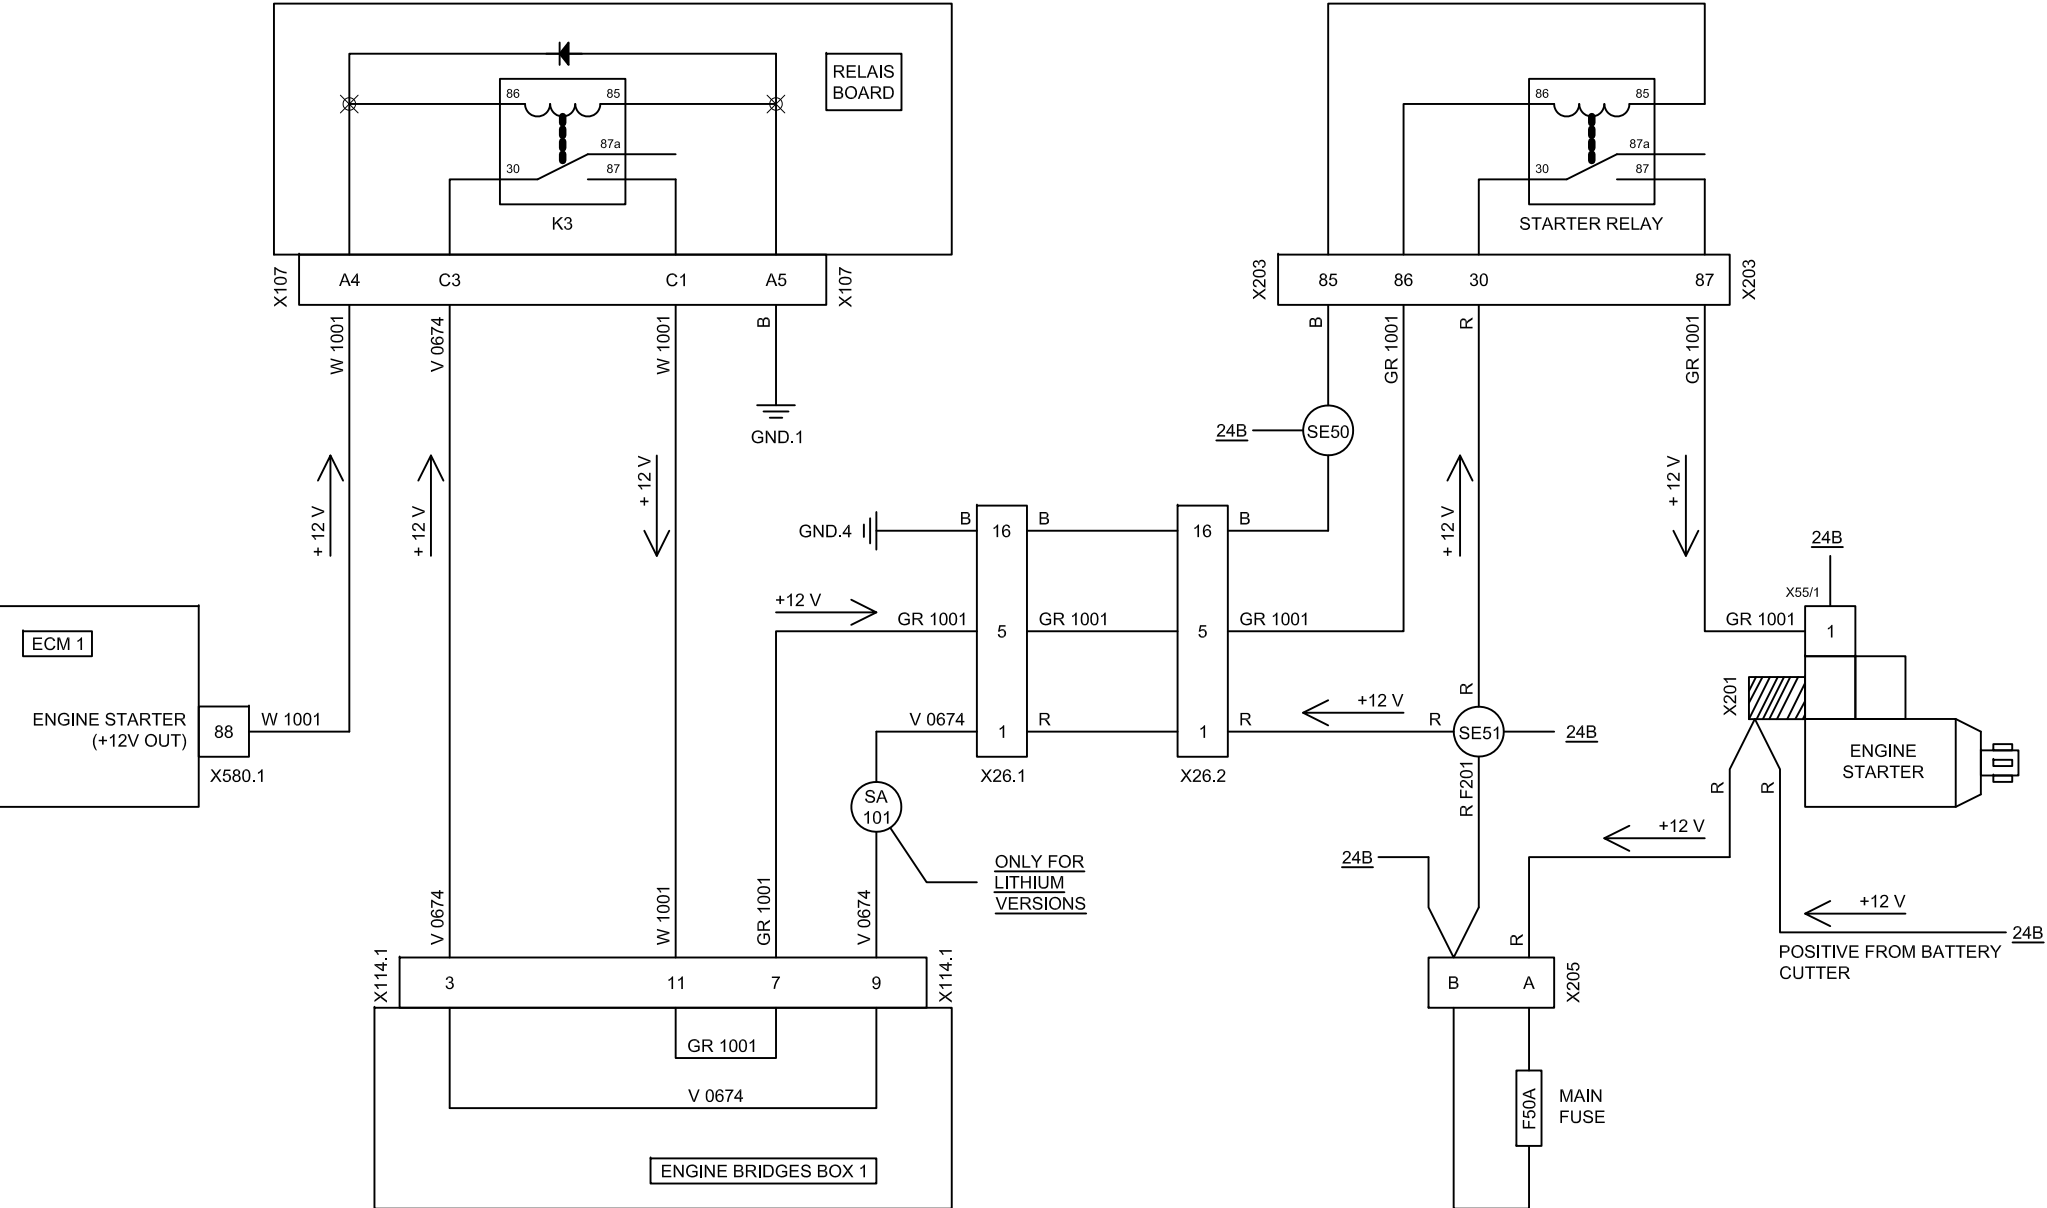 RELAIS
BOARD
86
85
87a
30
87
K3
86
85
87a
30
87
STARTER RELAY
X107
A4
C3
C1
A5
X107
X203
85
86
30
87
X203
W 1001
V 0674
W 1001
B
GND.1
B
GR 1001
R
GR 1001
24B
SE50
+ 12 V
+ 12 V
+ 12 V
+ 12 V
+ 12 V
GND.4
B
16
B
16
B
24B
X55/1
+12 V
GR 1001
5
GR 1001
5
GR 1001
GR 1001
1
ECM 1
ENGINE STARTER
(+12V OUT)
88
W 1001
X580.1
V 0674
1
R
1
R
+12 V
R
R
SE51
24B
X26.1
X26.2
R F201
X201
ENGINE
STARTER
R
R
SA
101
ONLY FOR
LITHIUM
VERSIONS
24B
+12 V
+12 V
24B
POSITIVE FROM BATTERY
CUTTER
V 0674
W 1001
GR 1001
V 0674
R
X114.1
3
11
7
9
X114.1
B
A
X205
GR 1001
V 0674
F50A
MAIN
FUSE
ENGINE BRIDGES BOX 1